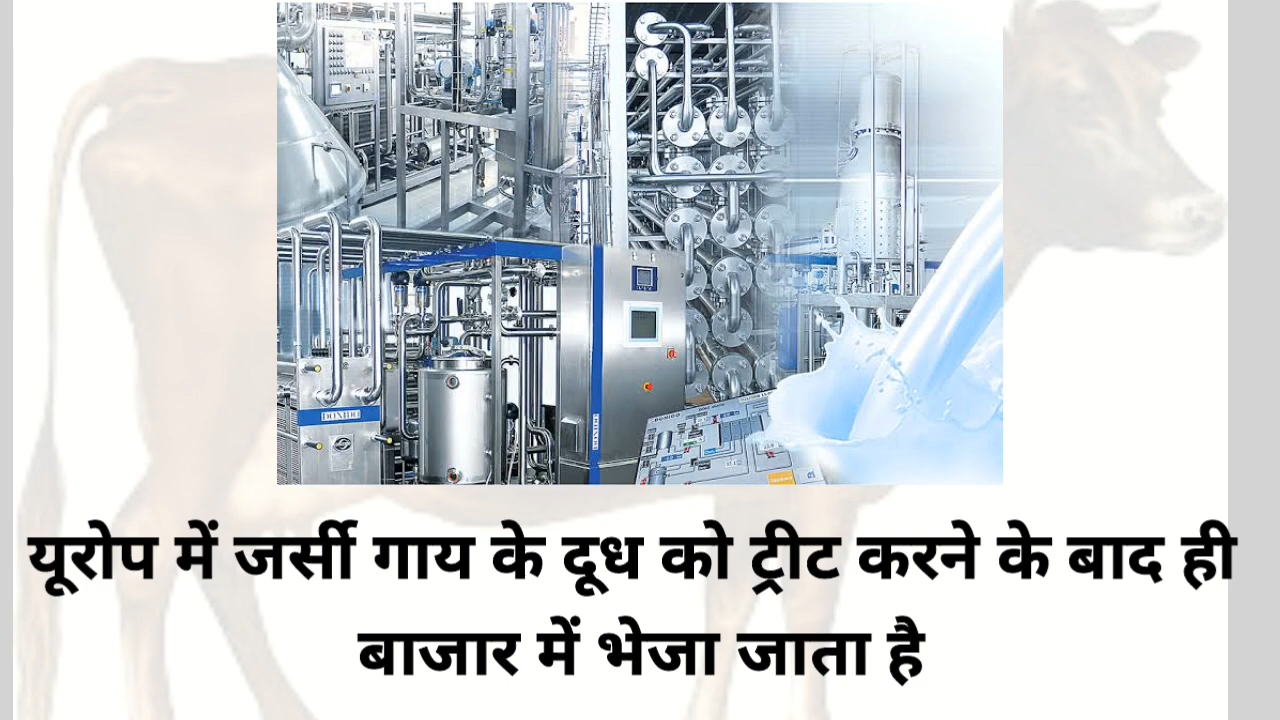 यूरोप में जर्सी गाय के दूध को ट्रीट करने के बाद ही
बाजार में भेजा जाता है